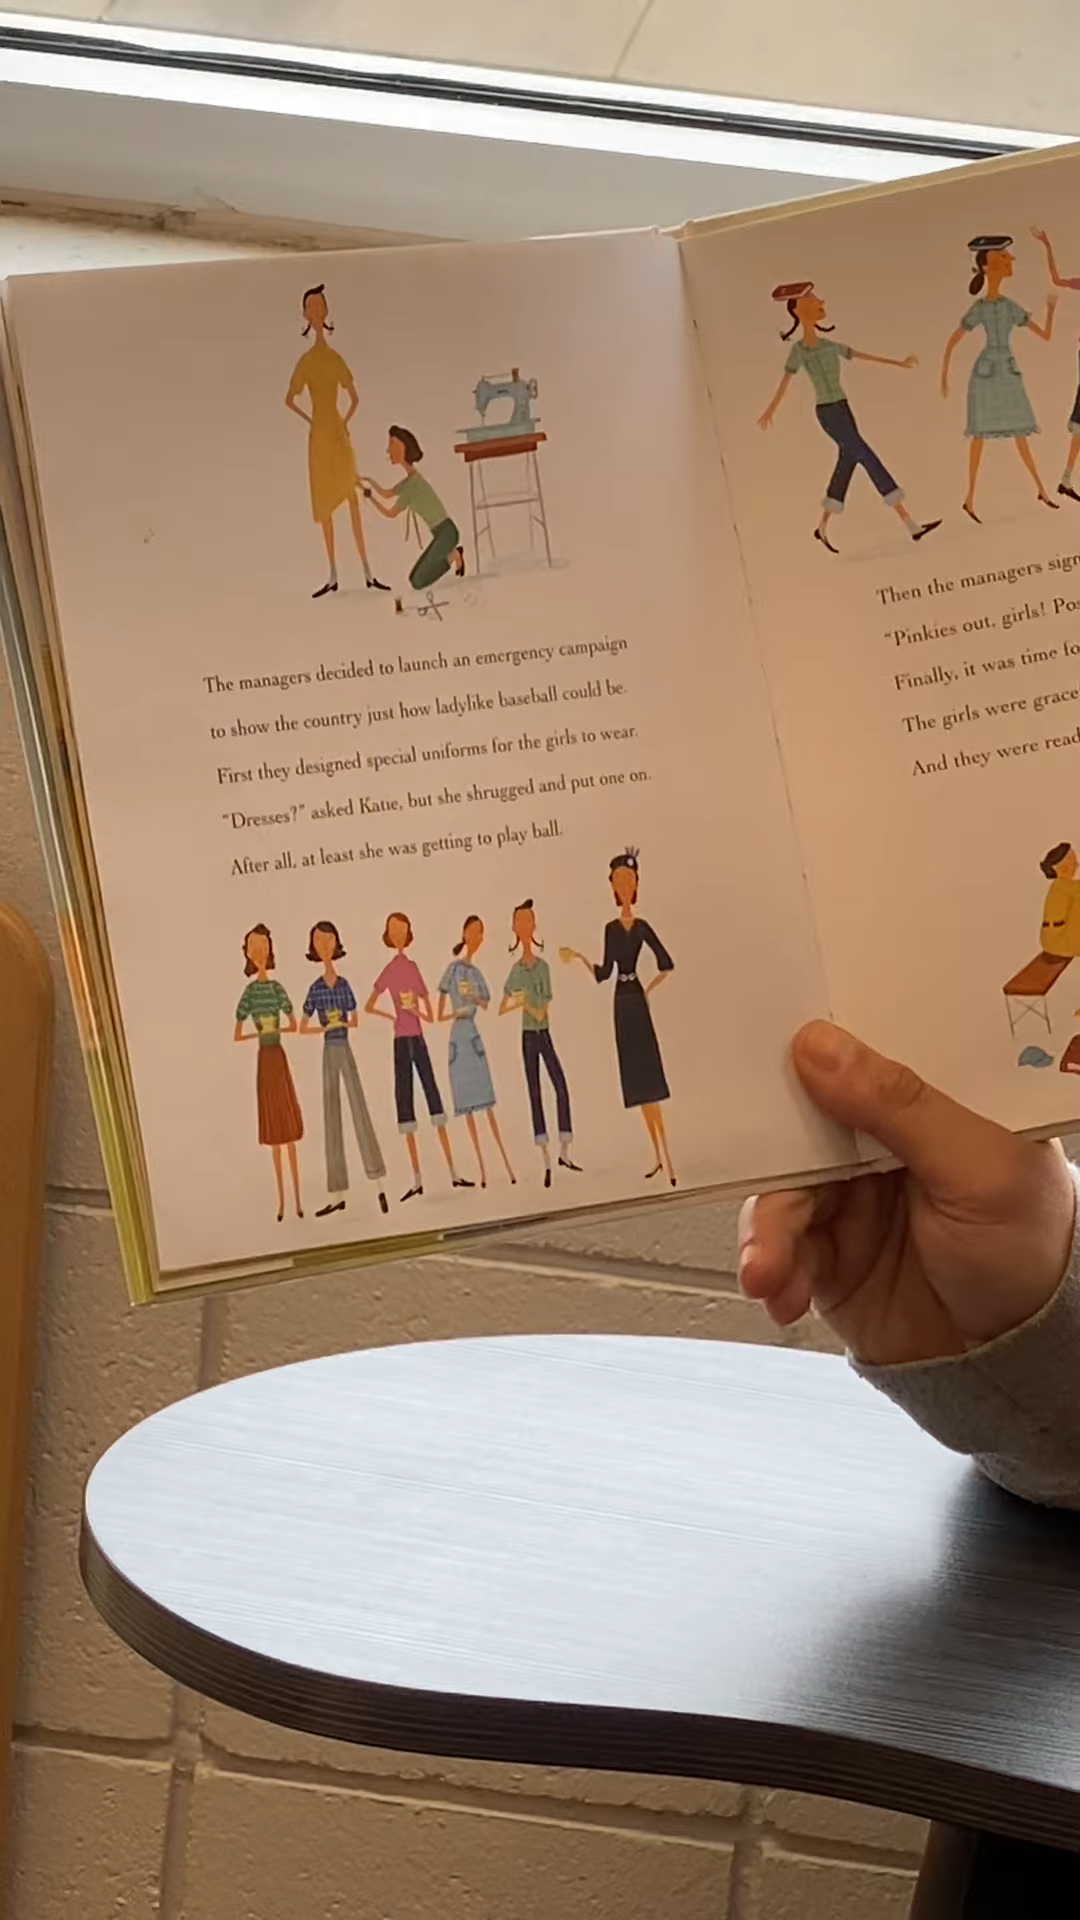 The managers decided to launch an emergency campaign
to show the country just how ladylike baseball could be.
First they designed special uniforms for the girls to wear.
"Dresses?" asked Katie, but she shrugged and put one on.
After all, at least she was getting to play ball.
Then the managers
"Pinkies out, girls!
Finally, it was time
The girls were
And they were